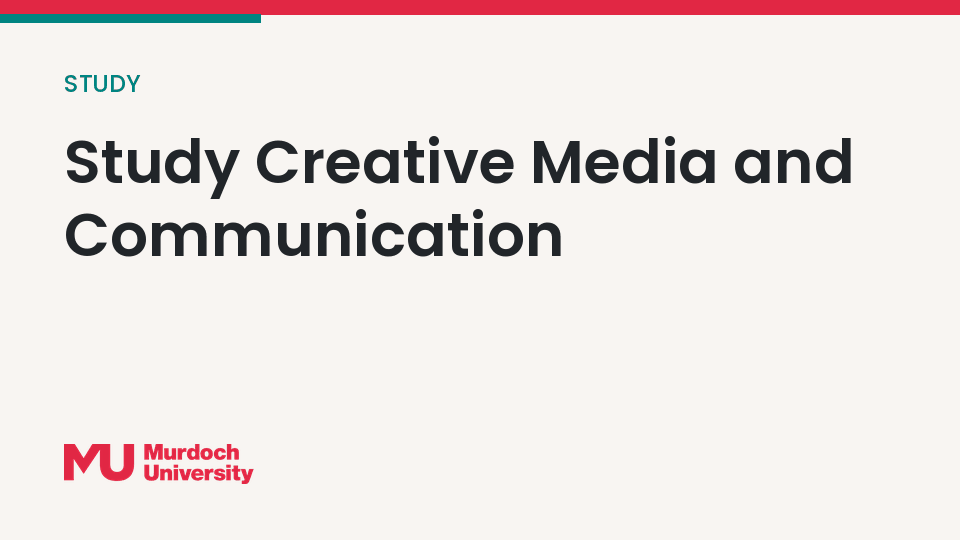 STUDY
Study Creative Media and
Communication
MU Murdoch
University